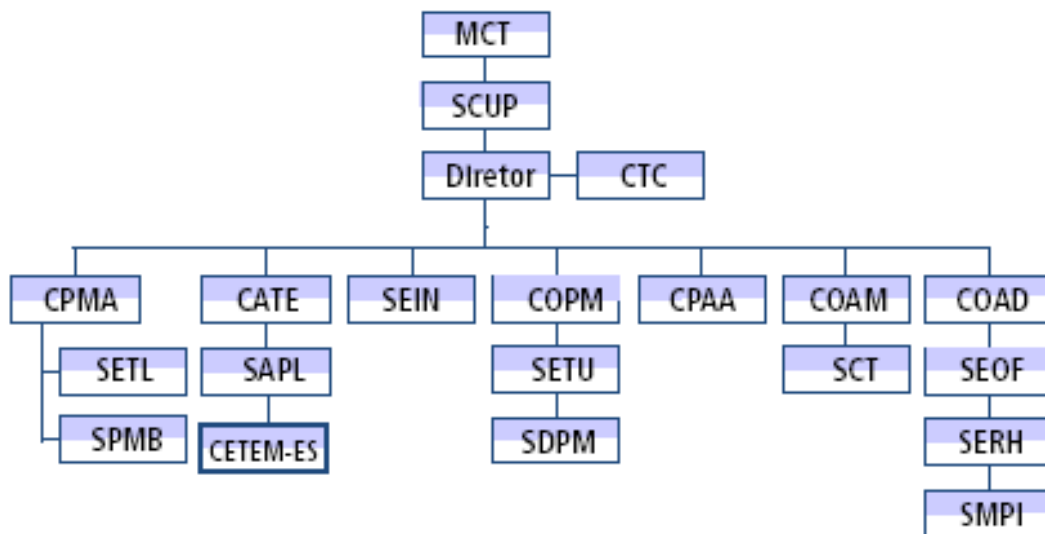 MCT
SCUP
Diretor
CTC
CPMA
CATE
SEIN
COPM
CPAA
COAM
COAD
SETL
SAPL
SETU
SCT
SEOF
SPMB
CETEM-ES
SDPM
SERH
SMPI